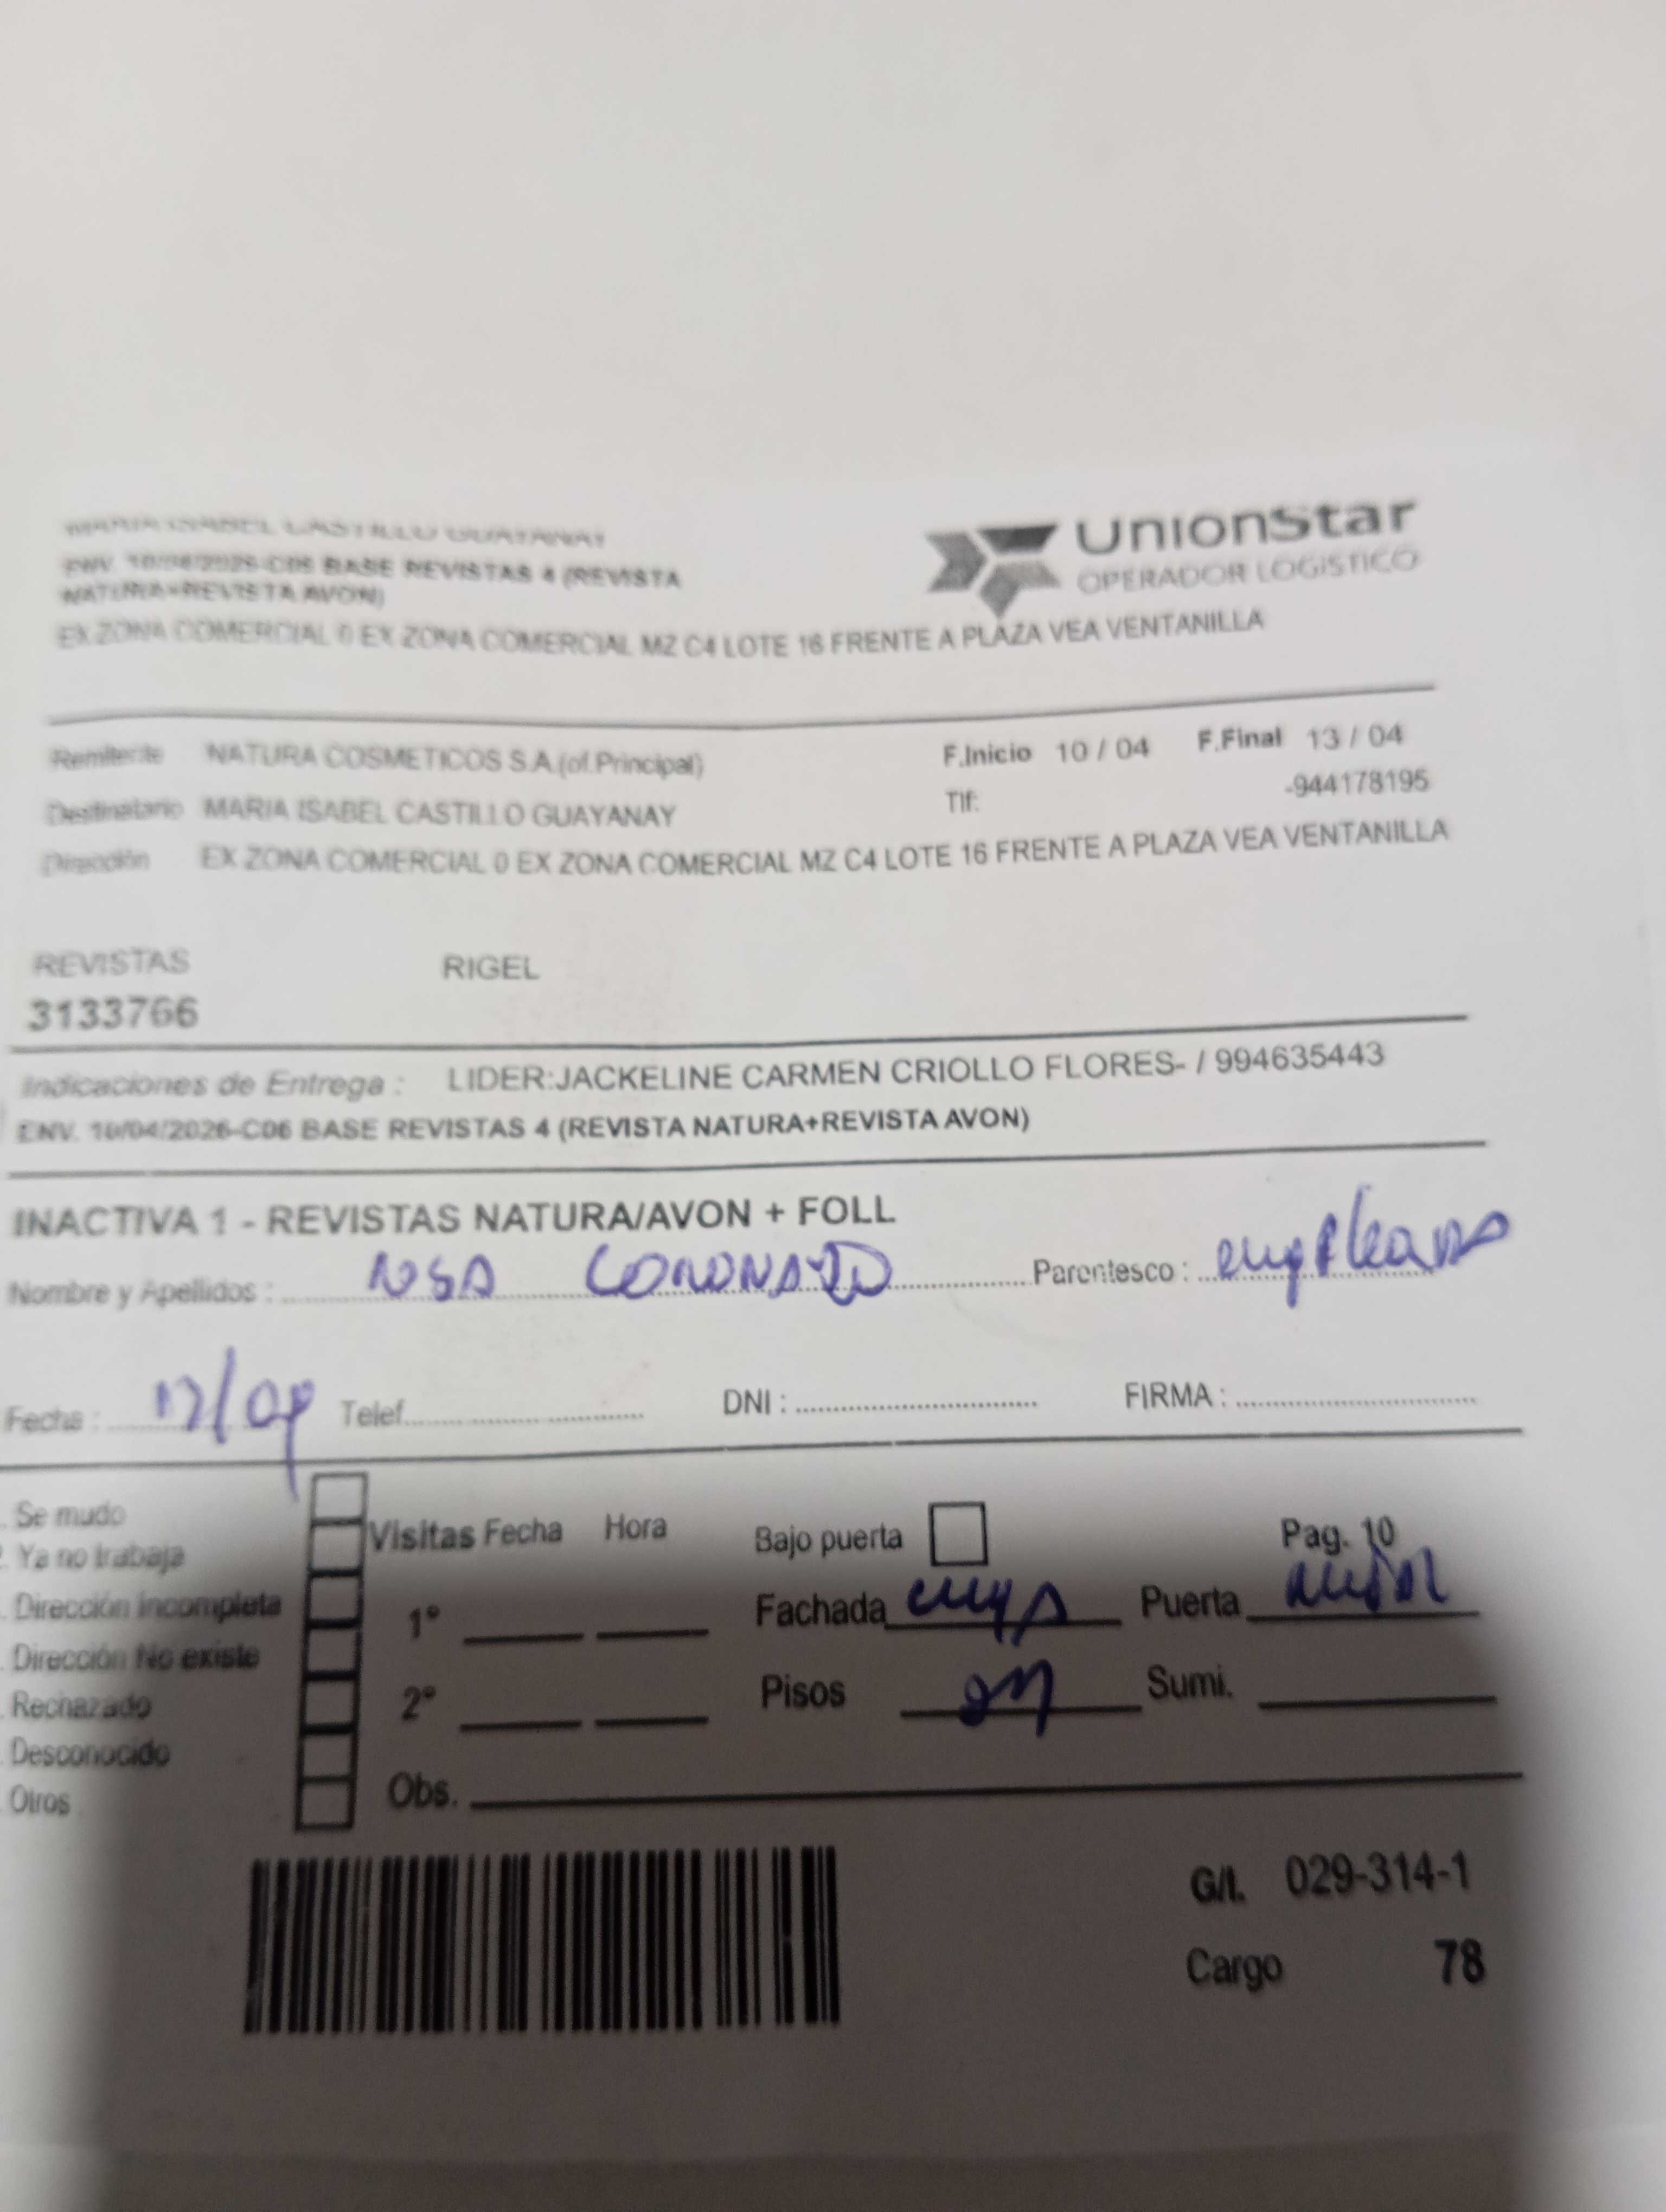 MARIA ISABEL CASTILLO GUAYANAY
UnionStar
OPERADOR LOGISTICO
ENV. 10/04/2026-C06 BASE REVISTAS 4 (REVISTA
NATURA+REVISTA AVON)
EX ZONA COMERCIAL 0 EX ZONA COMERCIAL MZ C4 LOTE 16 FRENTE A PLAZA VEA VENTANILLA
Remitente NATURA COSMETICOS S.A.(of.Principal) F.Inicio 10 / 04 F.Final 13 / 04
Destinatario MARIA ISABEL CASTILLO GUAYANAY Tlf: -944178195
Dirección EX ZONA COMERCIAL 0 EX ZONA COMERCIAL MZ C4 LOTE 16 FRENTE A PLAZA VEA VENTANILLA
REVISTAS RIGEL
3133766
Indicaciones de Entrega : LIDER:JACKELINE CARMEN CRIOLLO FLORES- / 994635443
ENV. 10/04/2026-C06 BASE REVISTAS 4 (REVISTA NATURA+REVISTA AVON)
INACTIVA 1 - REVISTAS NATURA/AVON + FOLL
Nombre y Apellidos : CORONADO Parentesco : empleada
Fecha : Telef. DNI : FIRMA :
Se mudo
Ya no trabaja
Dirección incompleta
Dirección No existe
Rechazado
Desconocido
Otros
Visitas Fecha Hora
1°
2°
Obs.
Bajo puerta Pag. 10
Fachada Puerta
Pisos Sumi.
G/I. 029-314-1
Cargo 78